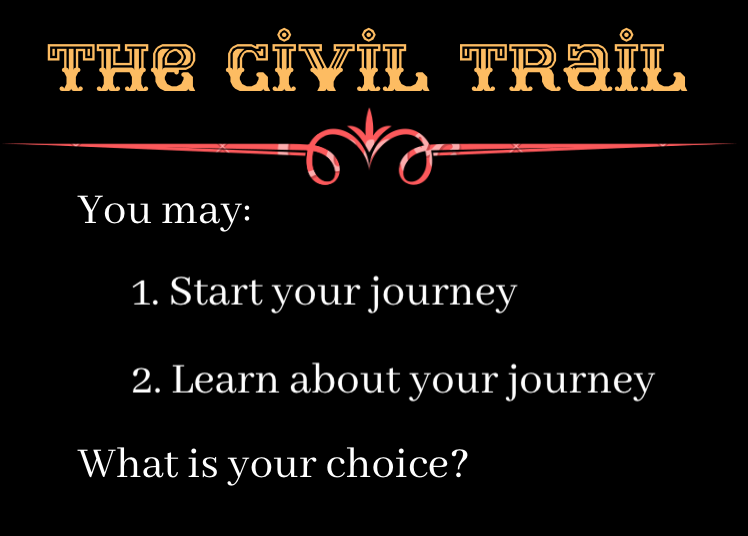 THe CiViL TRaiL
You may:
1. Start your journey
2. Learn about your journey
What is your choice?